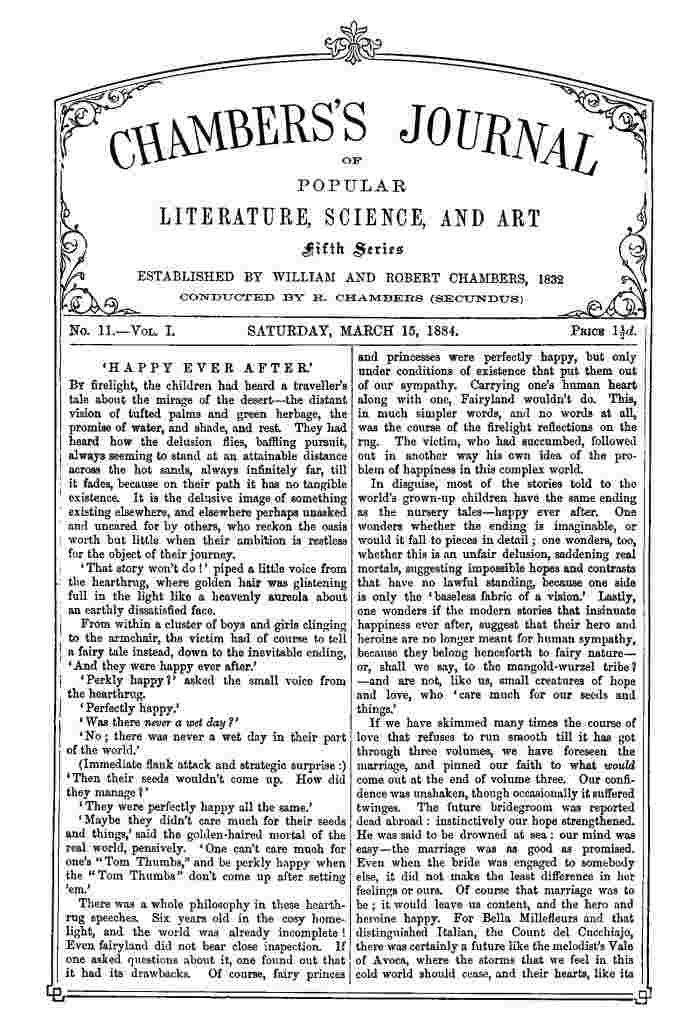 CHAMBERS'S JOURNAL
OF
POPULAR
LITERATURE, SCIENCE, AND ART
Fifth Series
ESTABLISHED BY WILLIAM AND ROBERT CHAMBERS, 1832
CONDUCTED BY R. CHAMBERS (SECUNDUS)
No. 11.—Vol. I. SATURDAY, MARCH 15, 1884. Price 1½d.
'HAPPY EVER AFTER.'
By firelight, the children had heard a traveller's
tale about the mirage of the desert—the distant
vision of tufted palms and green herbage, the
promise of water, and shade, and rest. They had
heard how the delusion flies, baffling pursuit,
always seeming to stand at an attainable distance
across the hot sands, always infinitely far, till
it fades, because on their path it has no tangible
existence. It is the delusive image of something
existing elsewhere, and elsewhere perhaps unasked
and uncared for by others, who reckon the oasis
worth but little when their ambition is restless
for the object of their journey.
'That story won't do!' piped a little voice from
the hearthrug, where golden hair was glistening
full in the light like a heavenly aureola about
an earthly dissatisfied face.
From within a cluster of boys and girls clinging
to the armchair, the victim had of course to tell
a fairy tale instead, down to the inevitable ending,
'And they were happy ever after.'
'Perkly happy?' asked the small voice from
the hearthrug.
'Perfectly happy.'
'Was there never a wet day?'
'No; there was never a wet day in their part
of the world.'
(Immediate flank attack and strategic surprise:)
'Then their seeds wouldn't come up. How did
they manage?'
'They were perfectly happy all the same.'
'Maybe they didn't care much for their seeds
and things,' said the golden-haired mortal of the
real world, pensively. 'One can't care much for
one's "Tom Thumbs," and be perkly happy when
the "Tom Thumbs" don't come up after setting
'em.'
There was a whole philosophy in these hearth-
rug speeches. Six years old in the cosy home-
light, and the world was already incomplete!
Even fairyland did not bear close inspection. If
one asked questions about it, one found out that
it had its drawbacks. Of course, fairy princes
and princesses were perfectly happy, but only
under conditions of existence that put them out
of our sympathy. Carrying one's human heart
along with one, Fairyland wouldn't do. This,
in much simpler words, and no words at all,
was the course of the firelight reflections on the
rug. The victim, who had succumbed, followed
out in another way his own idea of the pro-
blem of happiness in this complex world.
In disguise, most of the stories told to the
world's grown-up children have the same ending
as the nursery tales—happy ever after. One
wonders whether the ending is imaginable, or
would it fall to pieces in detail; one wonders, too,
whether this is an unfair delusion, saddening real
mortals, suggesting impossible hopes and contrasts
that have no lawful standing, because one side
is only the 'baseless fabric of a vision.' Lastly,
one wonders if the modern stories that insinuate
happiness ever after, suggest that their hero and
heroine are no longer meant for human sympathy,
because they belong henceforth to fairy nature—
or, shall we say, to the mangold-wurzel tribe?
—and are not, like us, small creatures of hope
and love, who 'care much for our seeds and
things.'
If we have skimmed many times the course of
love that refuses to run smooth till it has got
through three volumes, we have foreseen the
marriage, and pinned our faith to what would
come out at the end of volume three. Our confi-
dence was unshaken, though occasionally it suffered
twinges. The future bridegroom was reported
dead abroad: instinctively our hope strengthened.
He was said to be drowned at sea: our mind was
easy—the marriage was as good as promised.
Even when the bride was engaged to somebody
else, it did not make the least difference in her
feelings or ours. Of course that marriage was to
be; it would leave us content, and the hero and
heroine happy. For Bella Millefleurs and that
distinguished Italian, the Count del Cucchiajo,
there was certainly a future like the melodist's Vale
of Avoca, where the storms that we feel in this
cold world should cease, and their hearts, like its